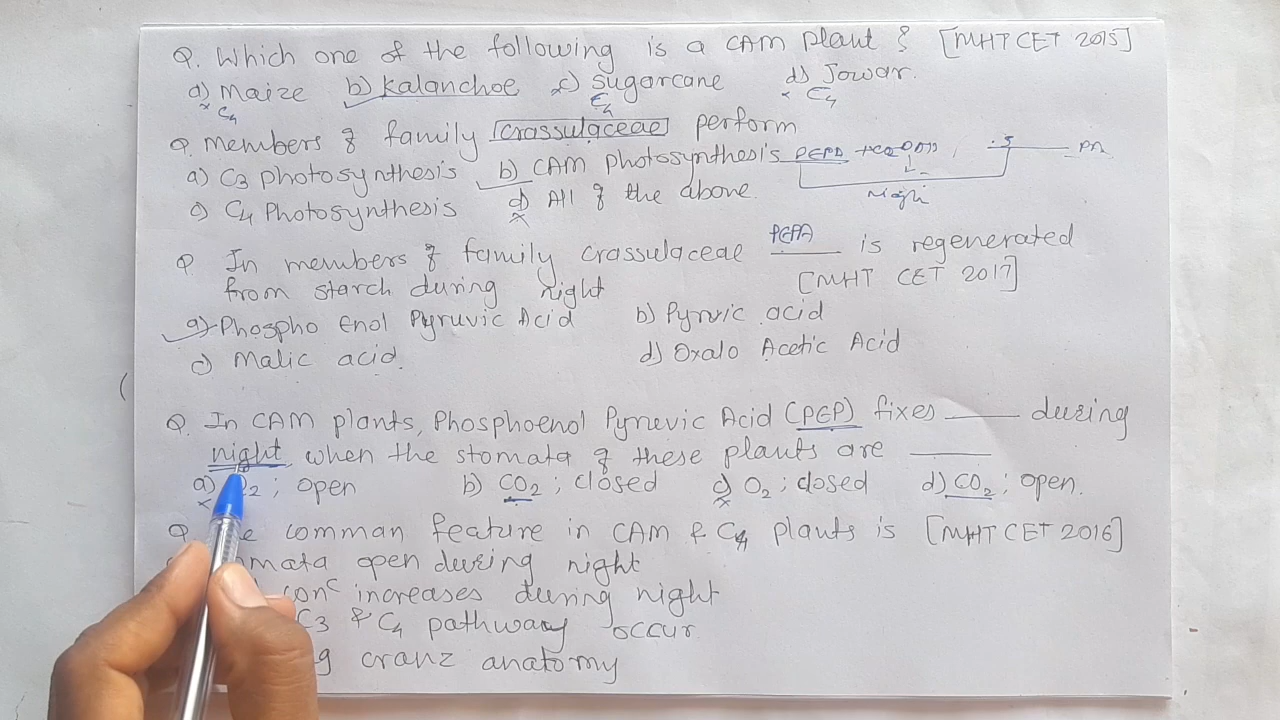 Q. Which one of the following is a CAM plant ? [MHT CET 2015]
a) Maize b) kalanchoe c) sugarcane d) Jowar.
x C4 C4 x C4
Q. members of family [crassulaceae] perform
a) C3 photosynthesis b) CAM photosynthesis PEPA
c) C4 Photosynthesis d) All of the above. night
PEPA
Q In members of family crassulaceae ____ is regenerated
from starch during night [MHT CET 2017]
a) Phospho Enol Pyruvic Acid b) Pyruvic acid
c) Malic acid. d) Oxalo Acetic Acid
Q. In CAM plants, Phosphoenol Pyruevic Acid (PEP) fixes ____ during
night when the stomata of these plants are ____
a) O2 ; open b) CO2 ; closed c) O2 ; closed d) CO2 ; open.
Q comman feature in CAM & C4 plants is [MHT CET 2016]
open during night
conc increases during night
C3 & C4 pathway occur
cranz anatomy